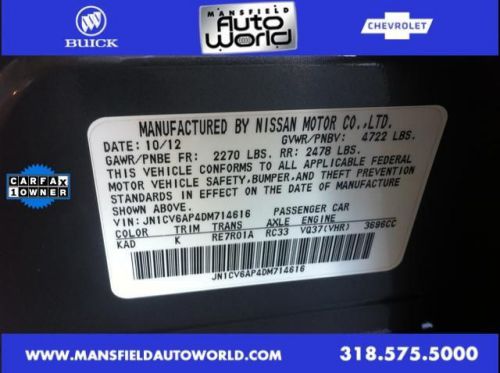 BUICK
MANSFIELD
Auto
World
CHEVROLET
MANUFACTURED BY NISSAN MOTOR CO.,LTD.
DATE: 10/12 GVWR/PNBV: 4722 LBS.
GAWR/PNBE FR: 2270 LBS. RR: 2478 LBS.
THIS VEHICLE CONFORMS TO ALL APPLICABLE FEDERAL
MOTOR VEHICLE SAFETY, BUMPER, AND THEFT PREVENTION
STANDARDS IN EFFECT ON THE DATE OF MANUFACTURE
SHOWN ABOVE.
VIN: JN1CV6AP4DM714616 PASSENGER CAR
COLOR TRIM TRANS AXLE ENGINE
KAD K RE7R01A RC33 VQ37(VHR) 3696CC
JN1CV6AP4DM714616
CARFAX
1 OWNER
WWW.MANSFIELDAUTOWORLD.COM 318.575.5000